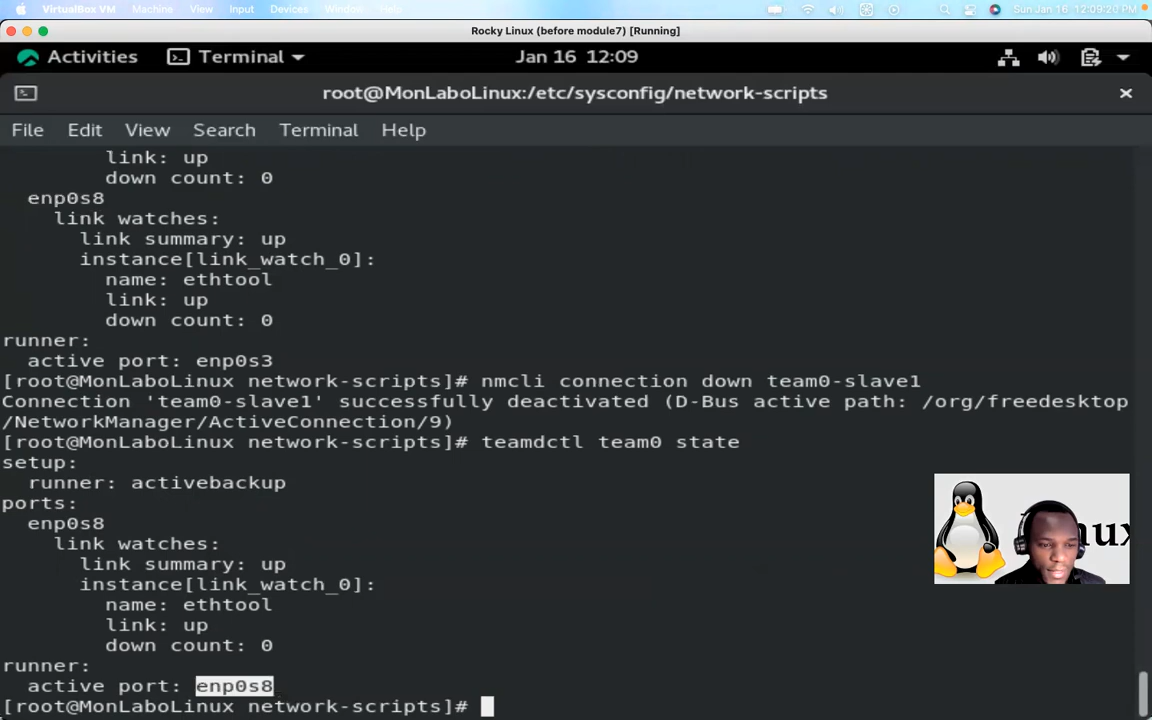 VirtualBox VM Machine View Input Devices Window Help Sun Jan 16 12:09:20 PM
Rocky Linux (before module7) [Running]
Activities Terminal Jan 16 12:09
root@MonLaboLinux:/etc/sysconfig/network-scripts
File Edit View Search Terminal Help
link: up
down count: 0
enp0s8
link watches:
link summary: up
instance[link_watch_0]:
name: ethtool
link: up
down count: 0
runner:
active port: enp0s3
[root@MonLaboLinux network-scripts]# nmcli connection down team0-slave1
Connection 'team0-slave1' successfully deactivated (D-Bus active path: /org/freedesktop
/NetworkManager/ActiveConnection/9)
[root@MonLaboLinux network-scripts]# teamdctl team0 state
setup:
runner: activebackup
ports:
enp0s8
link watches:
link summary: up
instance[link_watch_0]:
name: ethtool
link: up
down count: 0
runner:
active port: enp0s8
[root@MonLaboLinux network-scripts]#